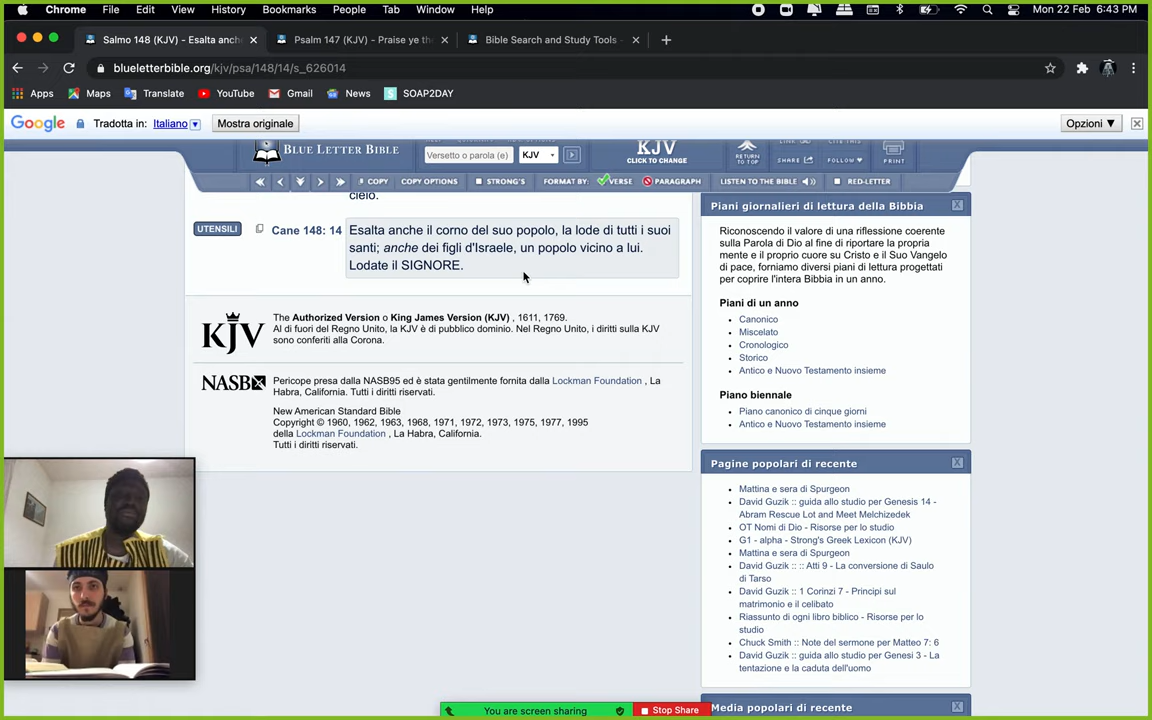 Chrome File Edit View History Bookmarks People Tab Window Help Mon 22 Feb 6:43 PM
Salmo 148 (KJV) - Esalta anch Psalm 147 (KJV) - Praise ye th Bible Search and Study Tools -
blueletterbible.org/kjv/psa/148/14/s_626014
Apps Maps Translate YouTube Gmail News SOAP2DAY
Google Tradotta in: Italiano Mostra originale Opzioni ▼
BLUE LETTER BIBLE Versetto o parola (e) KJV KJV CLICK TO CHANGE RETURN TO TOP SHARE FOLLOW PRINT
COPY COPY OPTIONS STRONG'S FORMAT BY: VERSE PARAGRAPH LISTEN TO THE BIBLE RED-LETTER
cielo.
UTENSILI Cane 148: 14 Esalta anche il corno del suo popolo, la lode di tutti i suoi
santi; anche dei figli d'Israele, un popolo vicino a lui.
Lodate il SIGNORE.
KJV
The Authorized Version o King James Version (KJV) , 1611, 1769.
Al di fuori del Regno Unito, la KJV è di pubblico dominio. Nel Regno Unito, i diritti sulla KJV
sono conferiti alla Corona.
NASB
Pericope presa dalla NASB95 ed è stata gentilmente fornita dalla Lockman Foundation , La
Habra, California. Tutti i diritti riservati.
New American Standard Bible
Copyright © 1960, 1962, 1963, 1968, 1971, 1972, 1973, 1975, 1977, 1995
della Lockman Foundation , La Habra, California.
Tutti i diritti riservati.
Piani giornalieri di lettura della Bibbia
Riconoscendo il valore di una riflessione coerente
sulla Parola di Dio al fine di riportare la propria
mente e il proprio cuore su Cristo e il Suo Vangelo
di pace, forniamo diversi piani di lettura progettati
per coprire l'intera Bibbia in un anno.
Piani di un anno
Canonico
Miscelato
Cronologico
Storico
Antico e Nuovo Testamento insieme
Piano biennale
Piano canonico di cinque giorni
Antico e Nuovo Testamento insieme
Pagine popolari di recente
Mattina e sera di Spurgeon
David Guzik :: guida allo studio per Genesis 14 -
Abram Rescue Lot and Meet Melchizedek
OT Nomi di Dio - Risorse per lo studio
G1 - alpha - Strong's Greek Lexicon (KJV)
Mattina e sera di Spurgeon
David Guzik :: :: Atti 9 - La conversione di Saulo
di Tarso
David Guzik :: 1 Corinzi 7 - Principi sul
matrimonio e il celibato
Riassunto di ogni libro biblico - Risorse per lo
studio
Chuck Smith :: Note del sermone per Matteo 7: 6
David Guzik :: guida allo studio per Genesi 3 - La
tentazione e la caduta dell'uomo
Media popolari di recente
You are screen sharing Stop Share